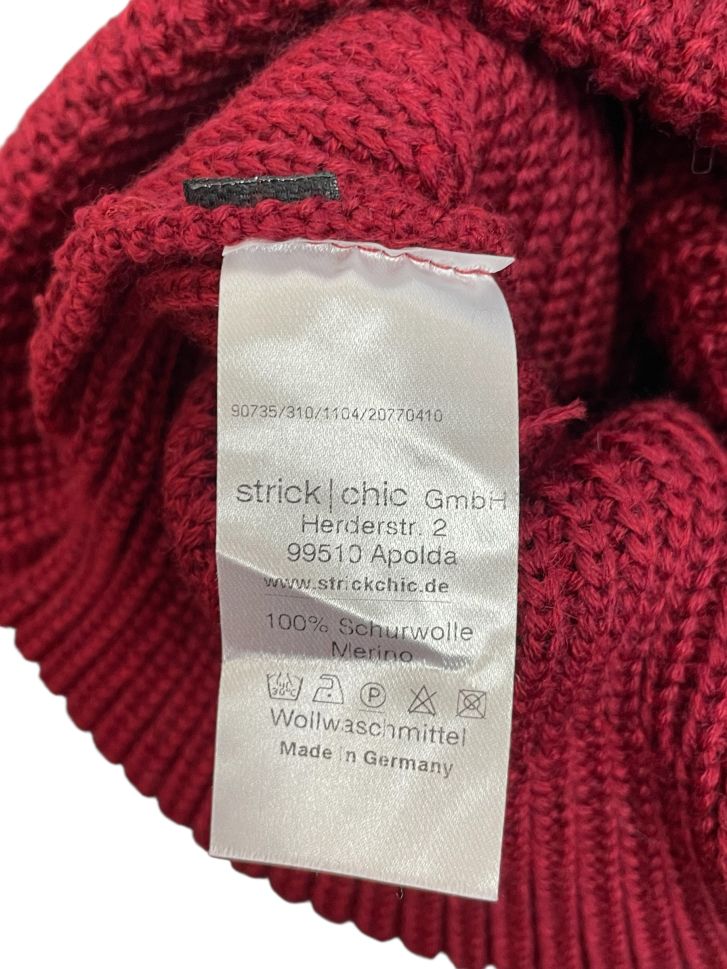 90735/310/1104/20770410
strick|chic GmbH
Herderstr. 2
99510 Apolda
www.strickchic.de
100% Schurwolle
Merino
30°C P
Wollwaschmittel
Made in Germany